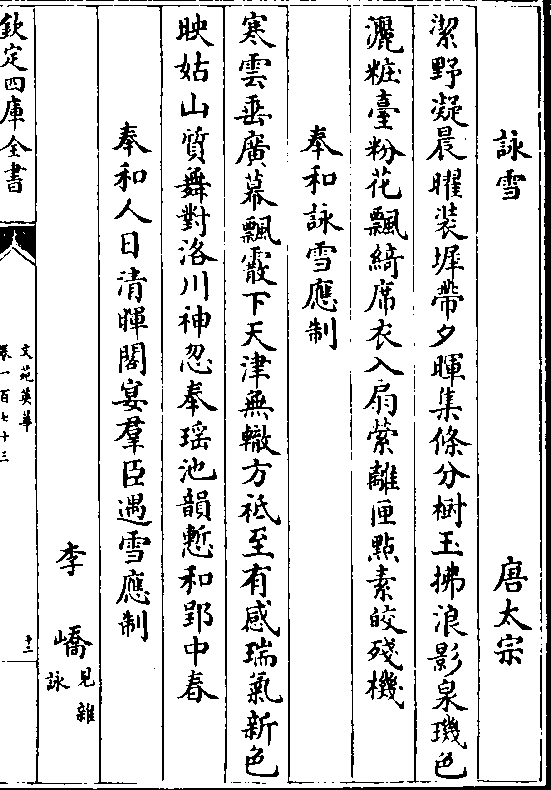 詠雪 唐太宗
潔野凝晨曜裝墀帶夕暉集條分樹玉拂浪影泉璣色
灑粧臺粉花飄綺席衣入扇縈離匣點素皎殘機
奉和詠雪應制
寒雲垂廣幕飄霰下天津無轍方祗至有感瑞氣新色
映姑山質舞對洛川神忽奉瑶池韻慙和郢中春
奉和人日清暉閣宴羣臣遇雪應制
李嶠見雜詠
欽定四庫全書
文苑英華
卷一百七十三